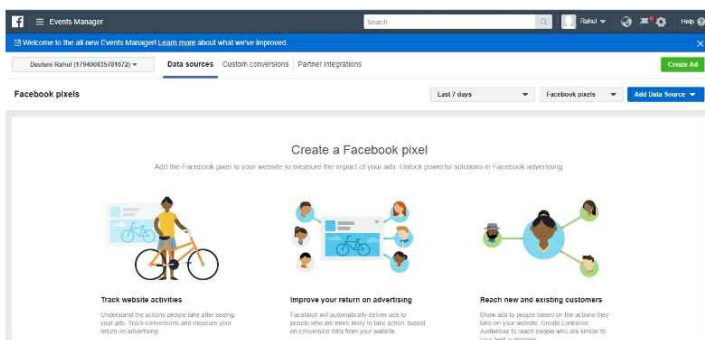 f Events Manager Search Rahul Help
Welcome to the all-new Events Manager! Learn more about what we've improved.
Deulani Rahul (179400835781672) Data sources Custom conversions Partner Integrations Create Ad
Facebook pixels Last 7 days Facebook pixels Add Data Source
Create a Facebook pixel
Add the Facebook pixel to your website to measure the impact of your ads. Unlock powerful solutions in Facebook advertising.
Track website activities Improve your return on advertising Reach new and existing customers
Understand the actions people take after seeing Facebook will automatically deliver ads to Show ads to people based on the actions they
your ads. Track conversions and measure your people who are more likely to take action, based take on your website. Create Lookalike
return on advertising. on conversion data from your website. Audiences to reach people who are similar to
your best customers.